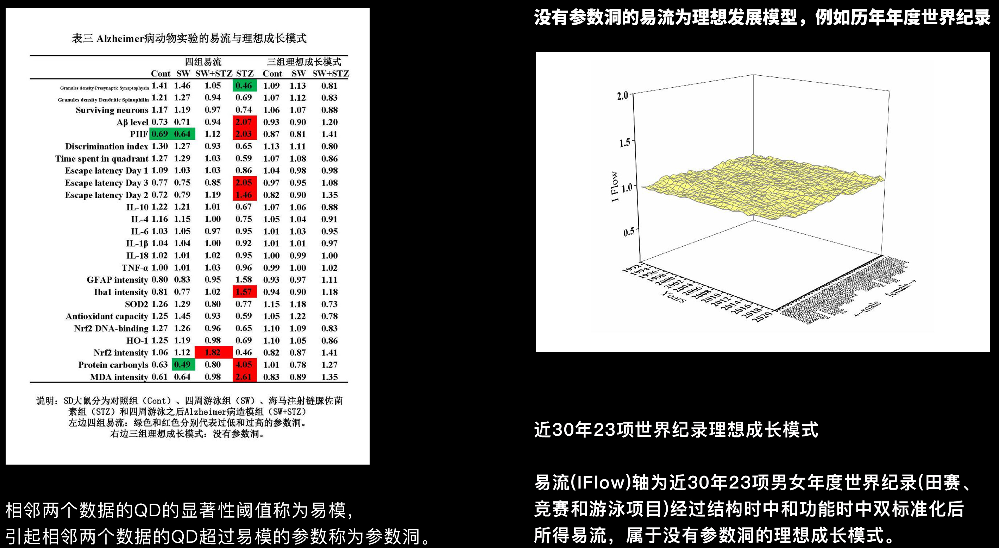 表三 Alzheimer病动物实验的易流与理想成长模式
四组易流 三组理想成长模式
Cont SW SW+STZ STZ Cont SW SW+STZ
Granules density Presynaptic Synaptophysin 1.41 1.46 1.05 0.46 1.09 1.13 0.81
Granules density Dendritic Spinophilin 1.21 1.27 0.94 0.69 1.07 1.12 0.83
Surviving neurons 1.17 1.19 0.97 0.74 1.06 1.07 0.88
Aβ level 0.73 0.71 0.94 2.07 0.93 0.90 1.20
PHF 0.69 0.64 1.12 2.03 0.87 0.81 1.41
Discrimination index 1.30 1.27 0.93 0.65 1.13 1.11 0.80
Time spent in quadrant 1.27 1.29 1.03 0.59 1.07 1.08 0.86
Escape latency Day 1 1.09 1.03 1.03 0.86 1.04 0.98 0.98
Escape latency Day 3 0.77 0.75 0.85 2.05 0.97 0.95 1.08
Escape latency Day 2 0.72 0.79 1.19 1.46 0.82 0.90 1.35
IL-10 1.22 1.21 1.01 0.67 1.07 1.06 0.88
IL-4 1.16 1.15 1.00 0.75 1.05 1.04 0.91
IL-6 1.03 1.05 0.97 0.95 1.01 1.03 0.95
IL-1β 1.04 1.04 1.00 0.92 1.01 1.01 0.97
IL-18 1.02 1.01 1.02 0.95 1.00 0.99 1.00
TNF-α 1.00 1.01 1.03 0.96 0.99 1.00 1.02
GFAP intensity 0.80 0.83 0.95 1.58 0.93 0.97 1.11
Iba1 intensity 0.81 0.77 1.02 1.57 0.94 0.90 1.18
SOD2 1.26 1.29 0.80 0.77 1.15 1.18 0.73
Antioxidant capacity 1.25 1.45 0.93 0.59 1.05 1.22 0.78
Nrf2 DNA-binding 1.27 1.26 0.96 0.65 1.10 1.09 0.83
HO-1 1.25 1.19 0.98 0.69 1.10 1.05 0.86
Nrf2 intensity 1.06 1.12 1.82 0.46 0.82 0.87 1.41
Protein carbonyls 0.63 0.49 0.80 4.05 1.01 0.78 1.27
MDA intensity 0.61 0.64 0.98 2.61 0.83 0.89 1.35
说明：SD大鼠分为对照组（Cont）、四周游泳组（SW）、海马注射链脲佐菌
素组（STZ）和四周游泳之后Alzheimer病造模组（SW+STZ）
左边四组易流：绿色和红色分别代表过低和过高的参数洞。
右边三组理想成长模式：没有参数洞。
相邻两个数据的QD的显著性阈值称为易模，
引起相邻两个数据的QD超过易模的参数称为参数洞。
没有参数洞的易流为理想发展模型，例如历年年度世界纪录
2.0
1.5
1.0
0.5
I Flow
1992
1994
1996
1998
2000
2002
2004
2006
2008
2010
2012
2014
2016
2018
2020
Years
←male female→
近30年23项世界纪录理想成长模式
易流(IFlow)轴为近30年23项男女年度世界纪录(田赛、
竞赛和游泳项目)经过结构时中和功能时中双标准化后
所得易流，属于没有参数洞的理想成长模式。